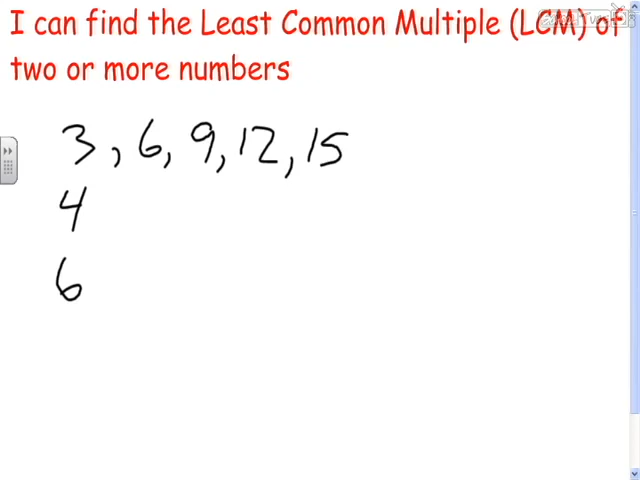 I can find the Least Common Multiple (LCM) of
two or more numbers
3, 6, 9, 12, 15
4
6